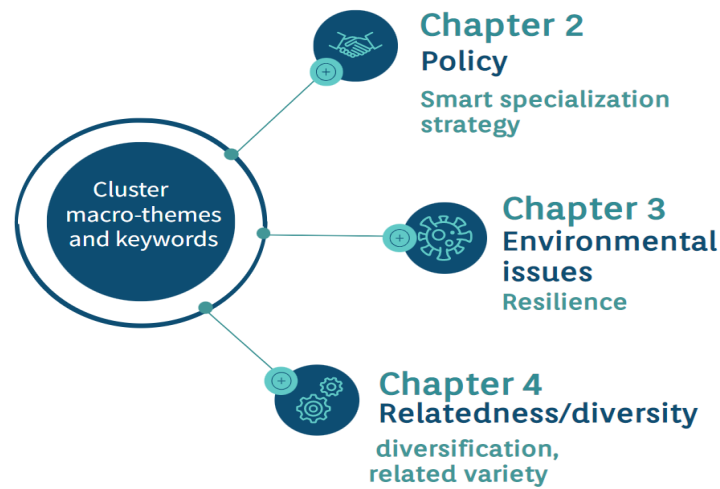 Cluster
macro-themes
and keywords
Chapter 2
Policy
Smart specialization
strategy
Chapter 3
Environmental
issues
Resilience
Chapter 4
Relatedness/diversity
diversification,
related variety